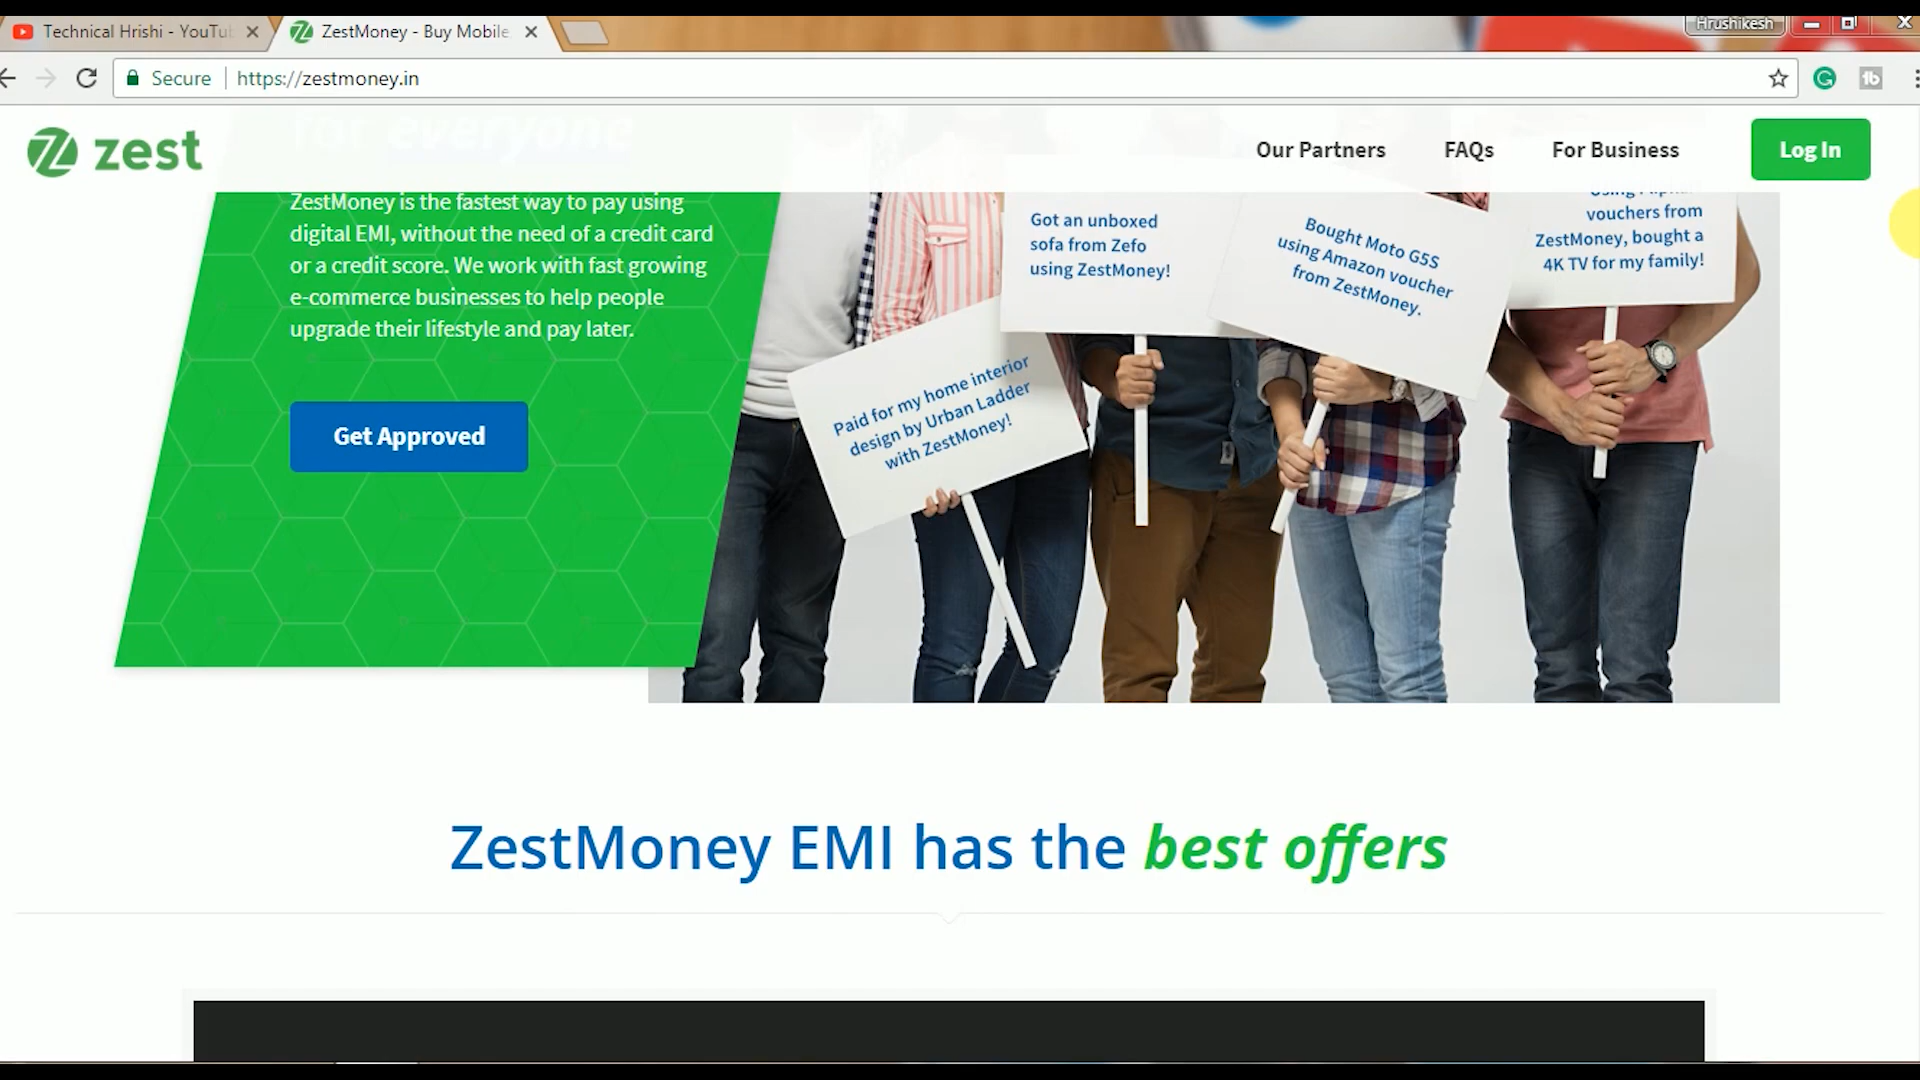 Technical Hrishi - YouTu
ZestMoney - Buy Mobile
Hrushikesh
Secure
https://zestmoney.in
zest
Our Partners
FAQs
For Business
Log In
for everyone
ZestMoney is the fastest way to pay using
digital EMI, without the need of a credit card
or a credit score. We work with fast growing
e-commerce businesses to help people
upgrade their lifestyle and pay later.
Get Approved
Paid for my home interior
design by Urban Ladder
with ZestMoney!
Got an unboxed
sofa from Zefo
using ZestMoney!
Bought Moto G5S
using Amazon voucher
from ZestMoney.
vouchers from
ZestMoney, bought a
4K TV for my family!
ZestMoney EMI has the best offers